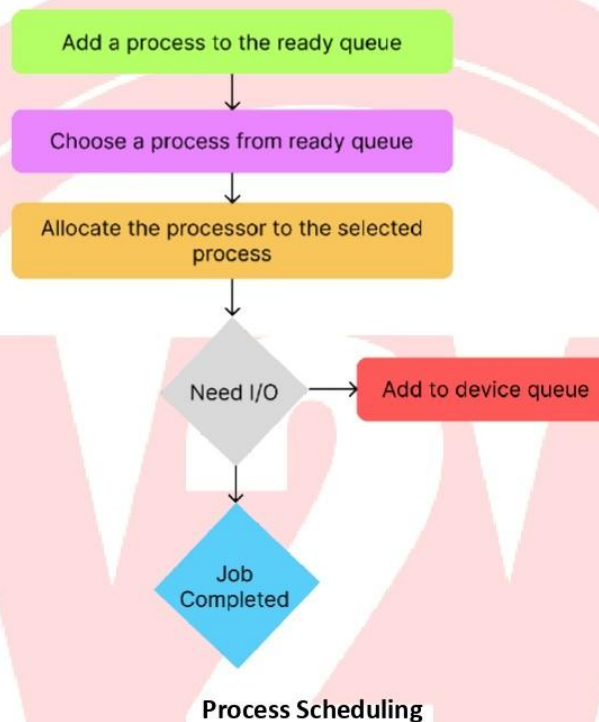 Add a process to the ready queue
Choose a process from ready queue
Allocate the processor to the selected
process
Need I/O
Add to device queue
Job
Completed
Process Scheduling